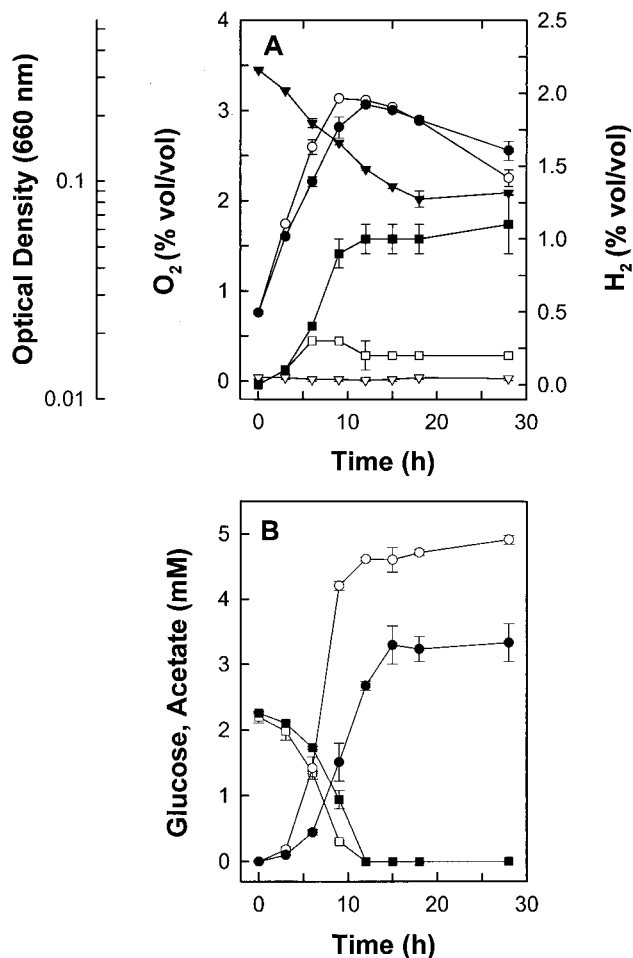 A
Optical Density (660 nm)
0.1
0.01
O2 (% vol/vol)
4
3
2
1
0
H2 (% vol/vol)
2.5
2.0
1.5
1.0
0.5
0.0
0 10 20 30
Time (h)
B
Glucose, Acetate (mM)
5
4
3
2
1
0
0 10 20 30
Time (h)